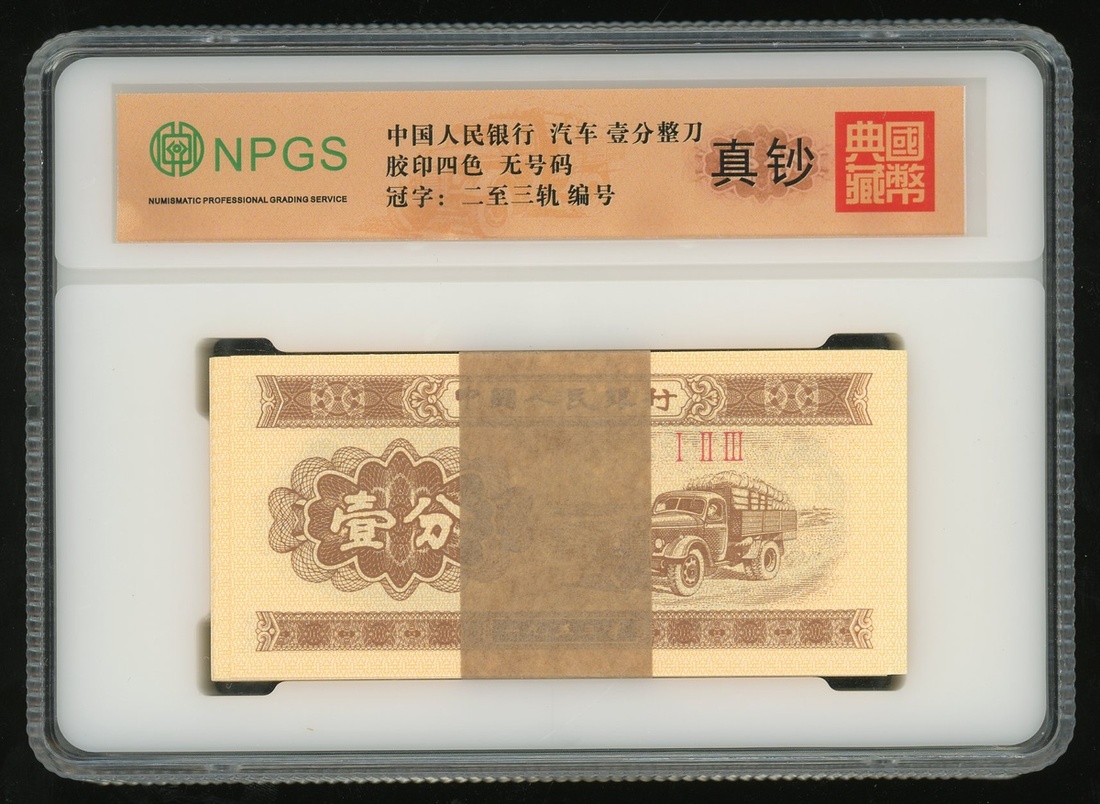 NPGS
NUMISMATIC PROFESSIONAL GRADING SERVICE
中国人民银行 汽车 壹分整刀
胶印四色 无号码
冠字：二至三轨 编号
真钞
國幣
典藏
中國人民銀行
I II III
壹分